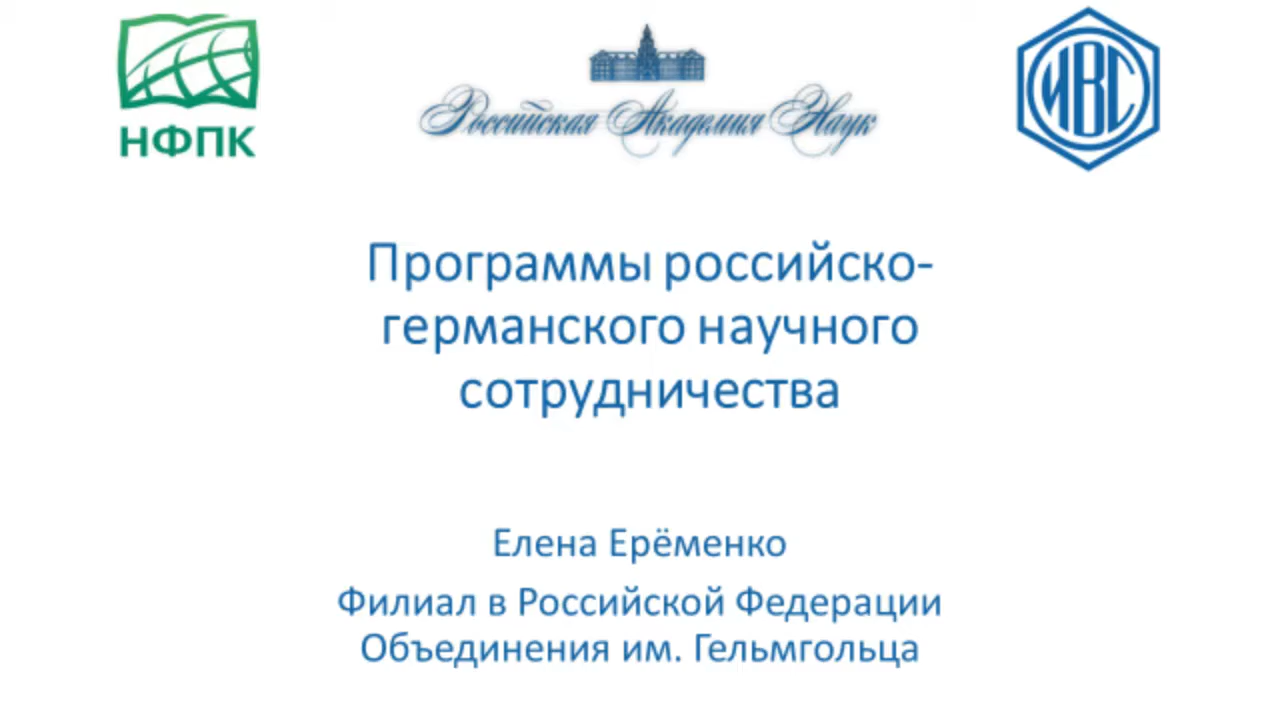 НФПК
Российская Академия Наук
ИВС
Программы российско-
германского научного
сотрудничества
Елена Ерёменко
Филиал в Российской Федерации
Объединения им. Гельмгольца